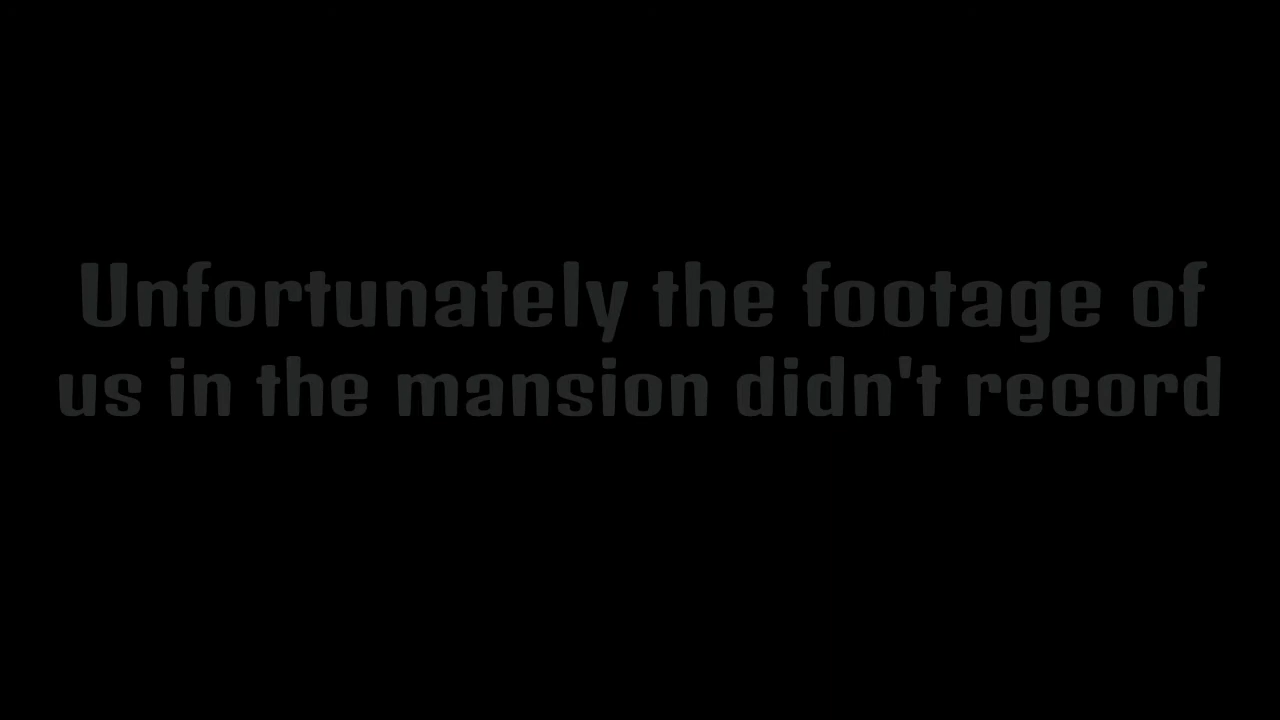 Unfortunately the footage of
us in the mansion didn't record